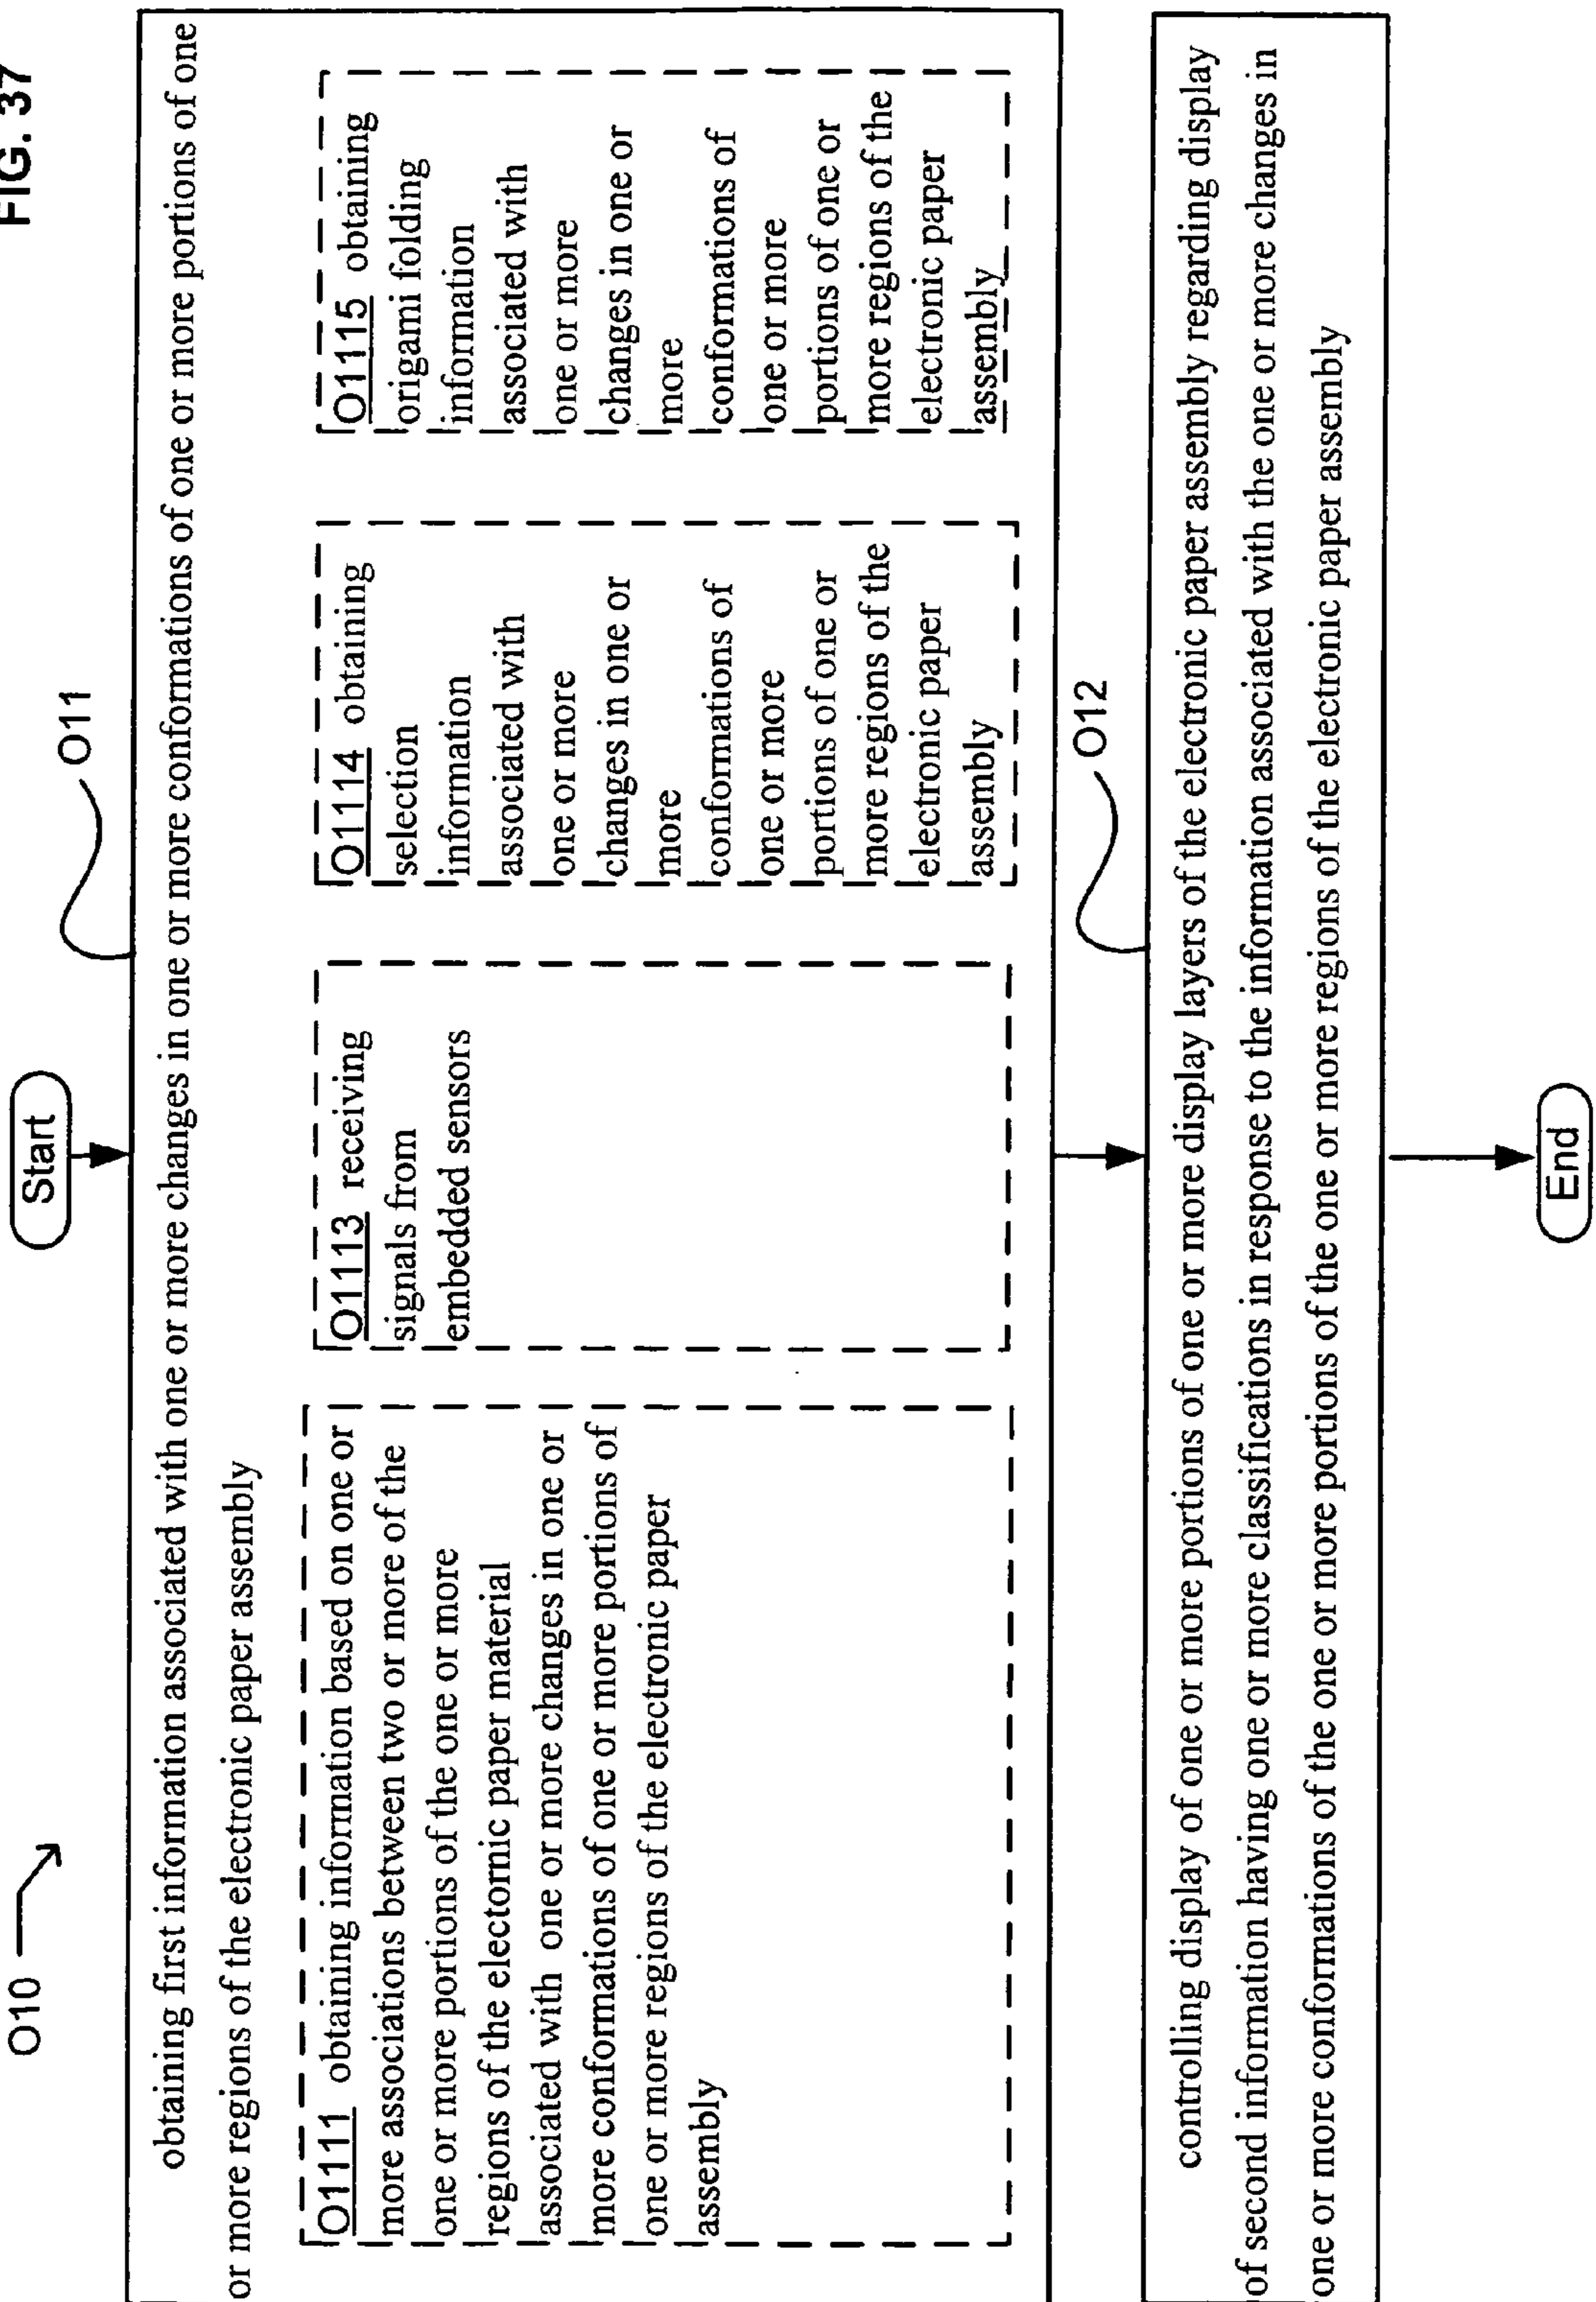 FIG. 37
O10
Start
O11
obtaining first information associated with one or more changes in one or more conformations of one or more portions of one
or more regions of the electronic paper assembly
O1111 obtaining information based on one or
more associations between two or more of the
one or more portions of the one or more
regions of the electornic paper material
associated with one or more changes in one or
more conformations of one or more portions of
one or more regions of the electronic paper
assembly
O1113 receiving
signals from
embedded sensors
O1114 obtaining
selection
information
associated with
one or more
changes in one or
more
conformations of
one or more
portions of one or
more regions of the
electronic paper
assembly
O1115 obtaining
origami folding
information
associated with
one or more
changes in one or
more
conformations of
one or more
portions of one or
more regions of the
electronic paper
assembly
O12
controlling display of one or more portions of one or more display layers of the electronic paper assembly regarding display
of second information having one or more classifications in response to the information associated with the one or more changes in
one or more conformations of the one or more portions of the one or more regions of the electronic paper assembly
End